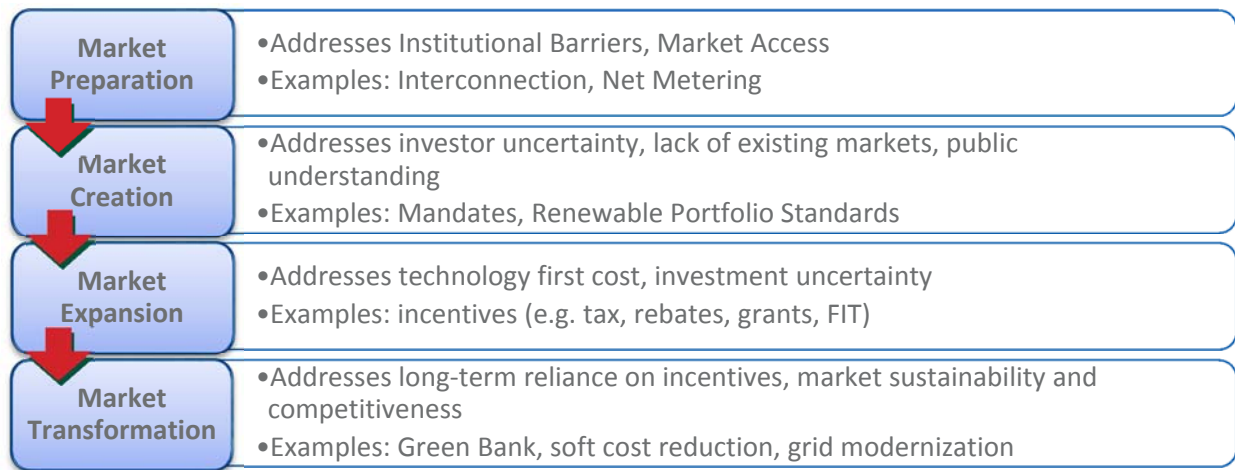 Market
Preparation
•Addresses Institutional Barriers, Market Access
•Examples: Interconnection, Net Metering
Market
Creation
•Addresses investor uncertainty, lack of existing markets, public
understanding
•Examples: Mandates, Renewable Portfolio Standards
Market
Expansion
•Addresses technology first cost, investment uncertainty
•Examples: incentives (e.g. tax, rebates, grants, FIT)
Market
Transformation
•Addresses long-term reliance on incentives, market sustainability and
competitiveness
•Examples: Green Bank, soft cost reduction, grid modernization